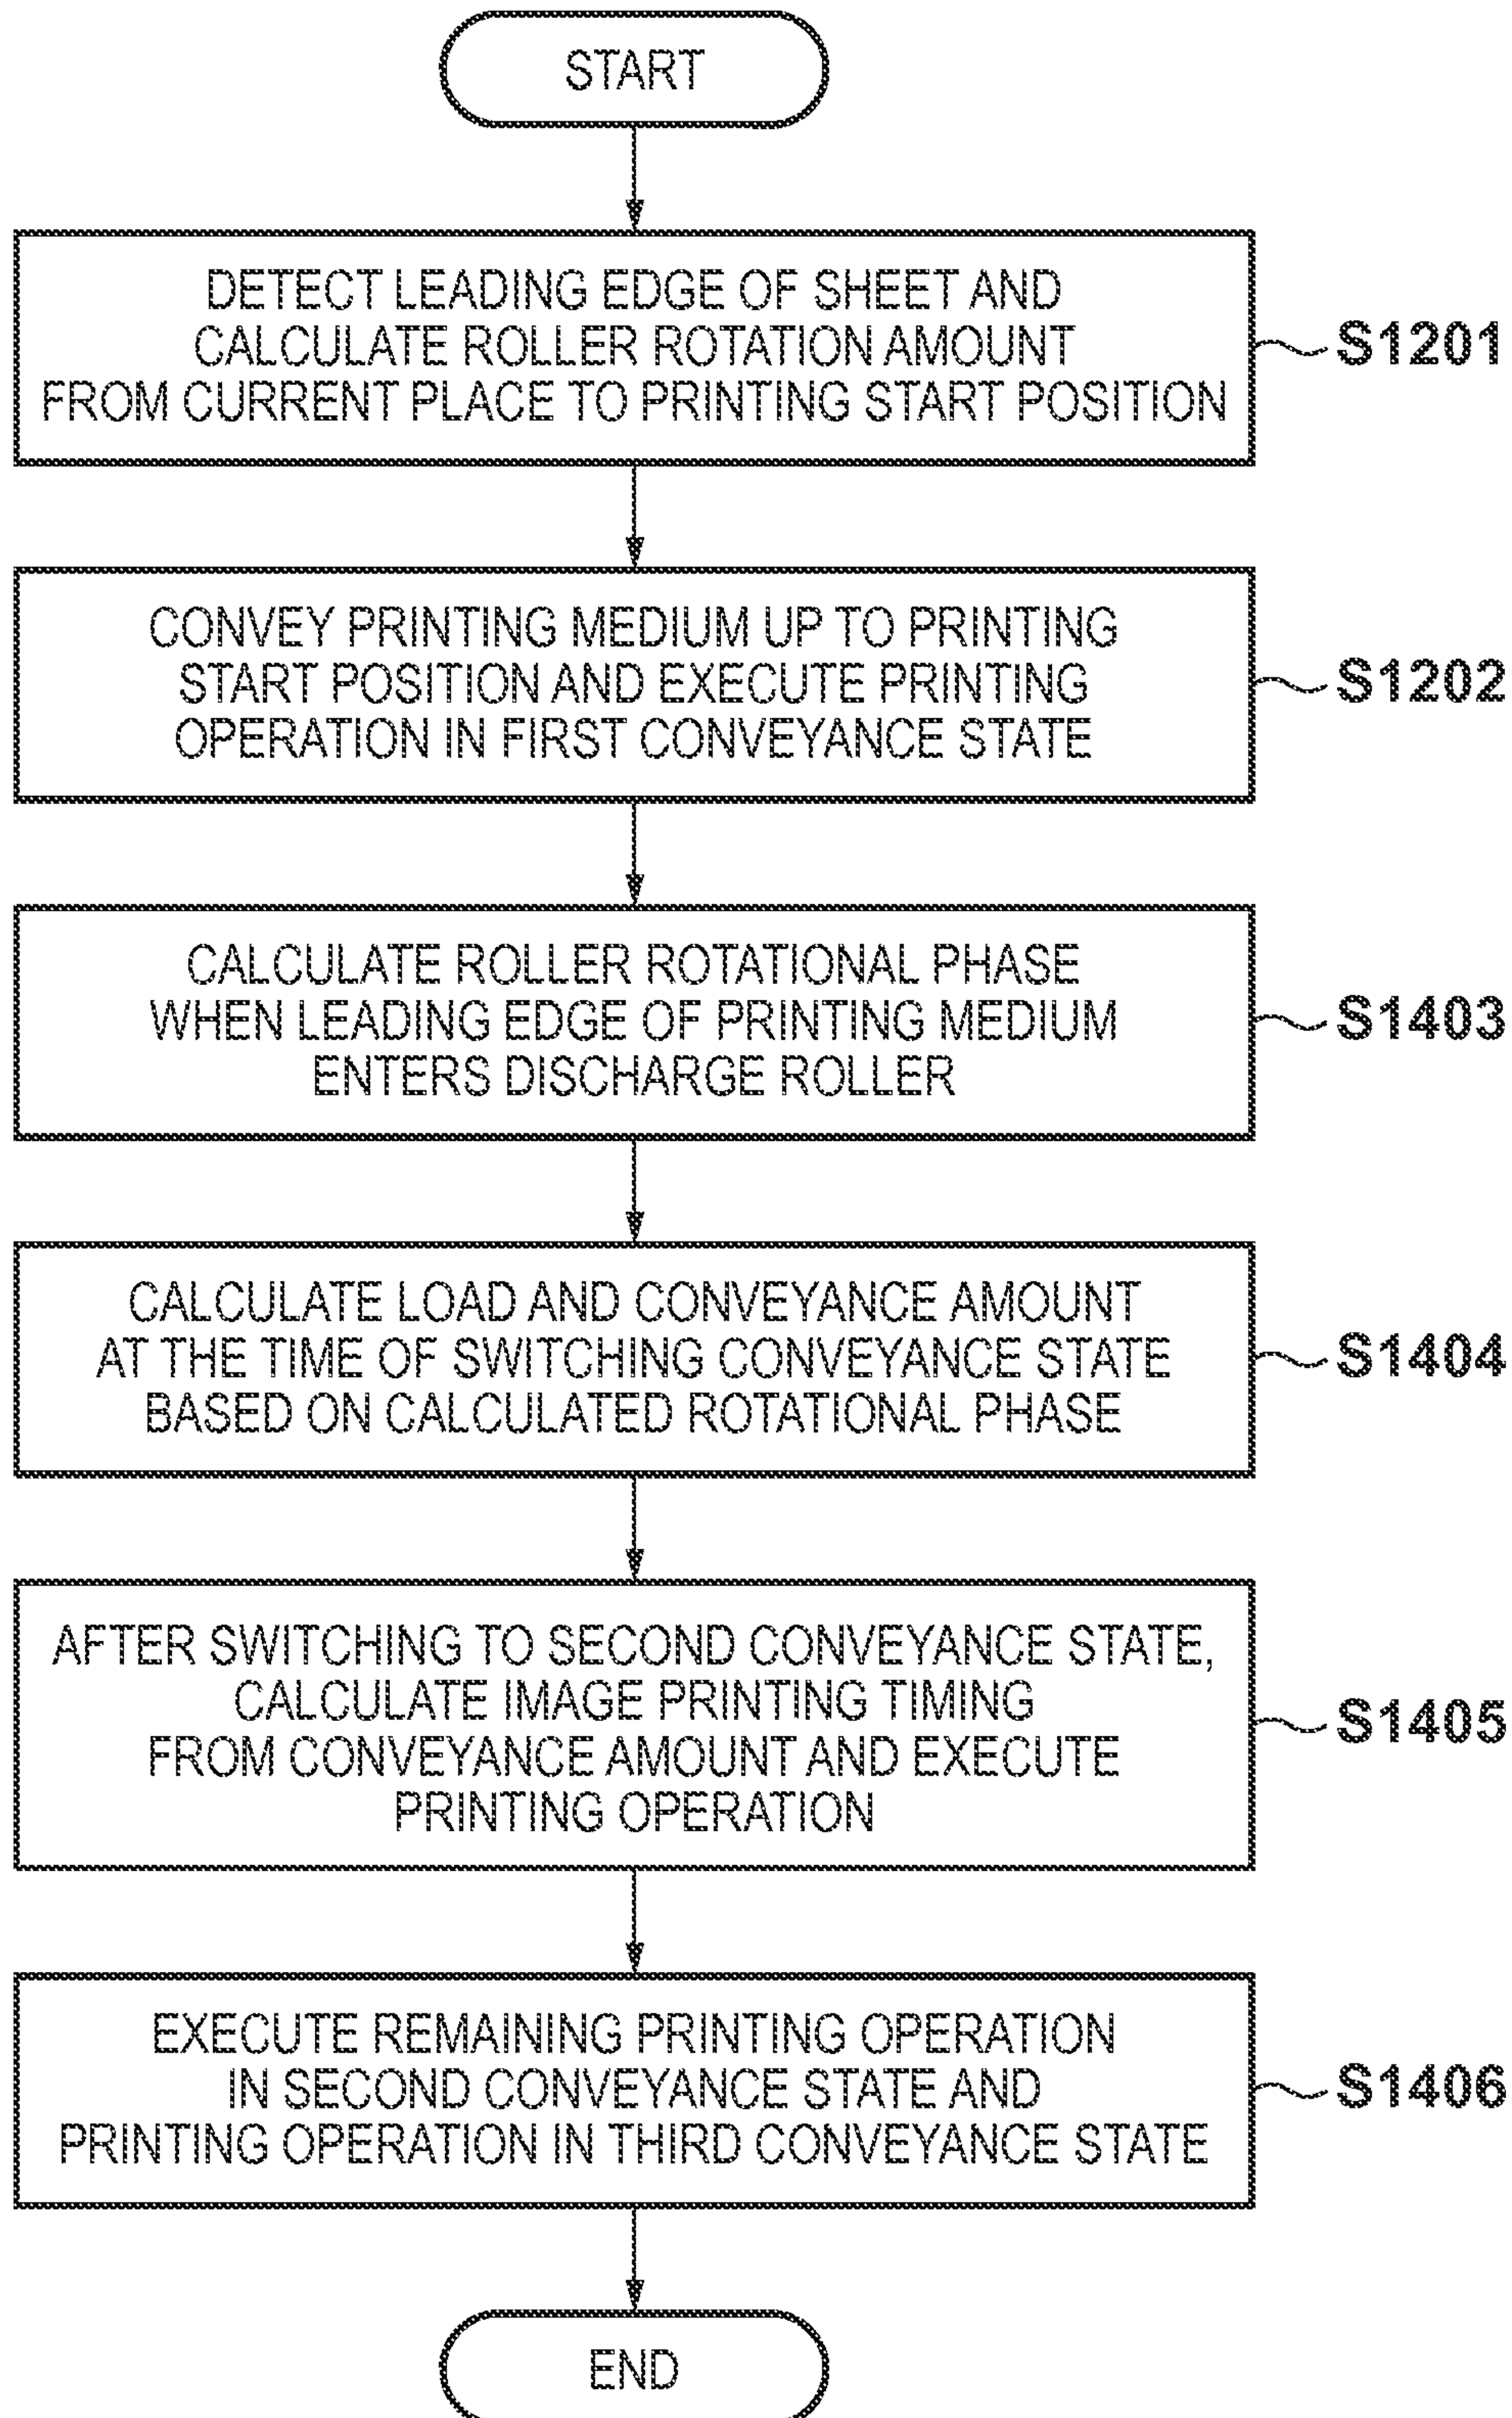 START
DETECT LEADING EDGE OF SHEET AND
CALCULATE ROLLER ROTATION AMOUNT
FROM CURRENT PLACE TO PRINTING START POSITION
S1201
CONVEY PRINTING MEDIUM UP TO PRINTING
START POSITION AND EXECUTE PRINTING
OPERATION IN FIRST CONVEYANCE STATE
S1202
CALCULATE ROLLER ROTATIONAL PHASE
WHEN LEADING EDGE OF PRINTING MEDIUM
ENTERS DISCHARGE ROLLER
S1403
CALCULATE LOAD AND CONVEYANCE AMOUNT
AT THE TIME OF SWITCHING CONVEYANCE STATE
BASED ON CALCULATED ROTATIONAL PHASE
S1404
AFTER SWITCHING TO SECOND CONVEYANCE STATE,
CALCULATE IMAGE PRINTING TIMING
FROM CONVEYANCE AMOUNT AND EXECUTE
PRINTING OPERATION
S1405
EXECUTE REMAINING PRINTING OPERATION
IN SECOND CONVEYANCE STATE AND
PRINTING OPERATION IN THIRD CONVEYANCE STATE
S1406
END